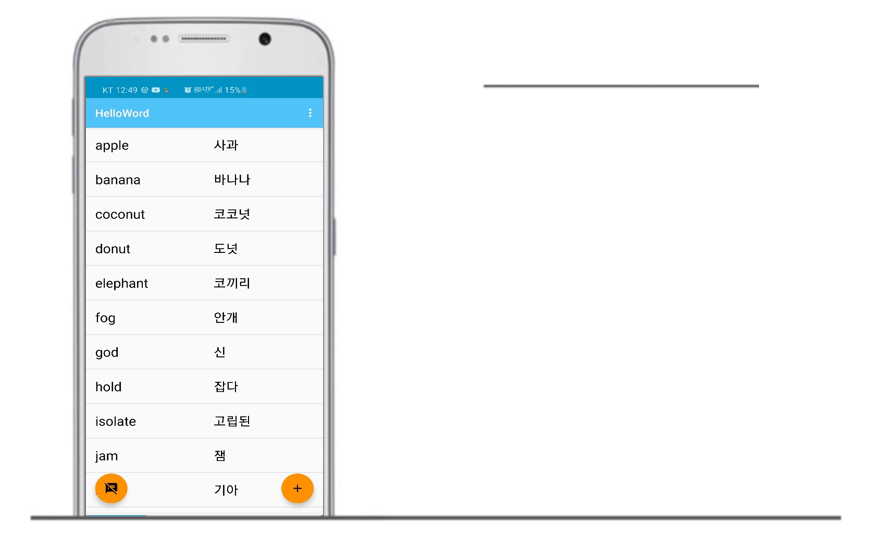 KT 12:49 15%
HelloWord
apple 사과
banana 바나나
coconut 코코넛
donut 도넛
elephant 코끼리
fog 안개
god 신
hold 잡다
isolate 고립된
jam 잼
기아